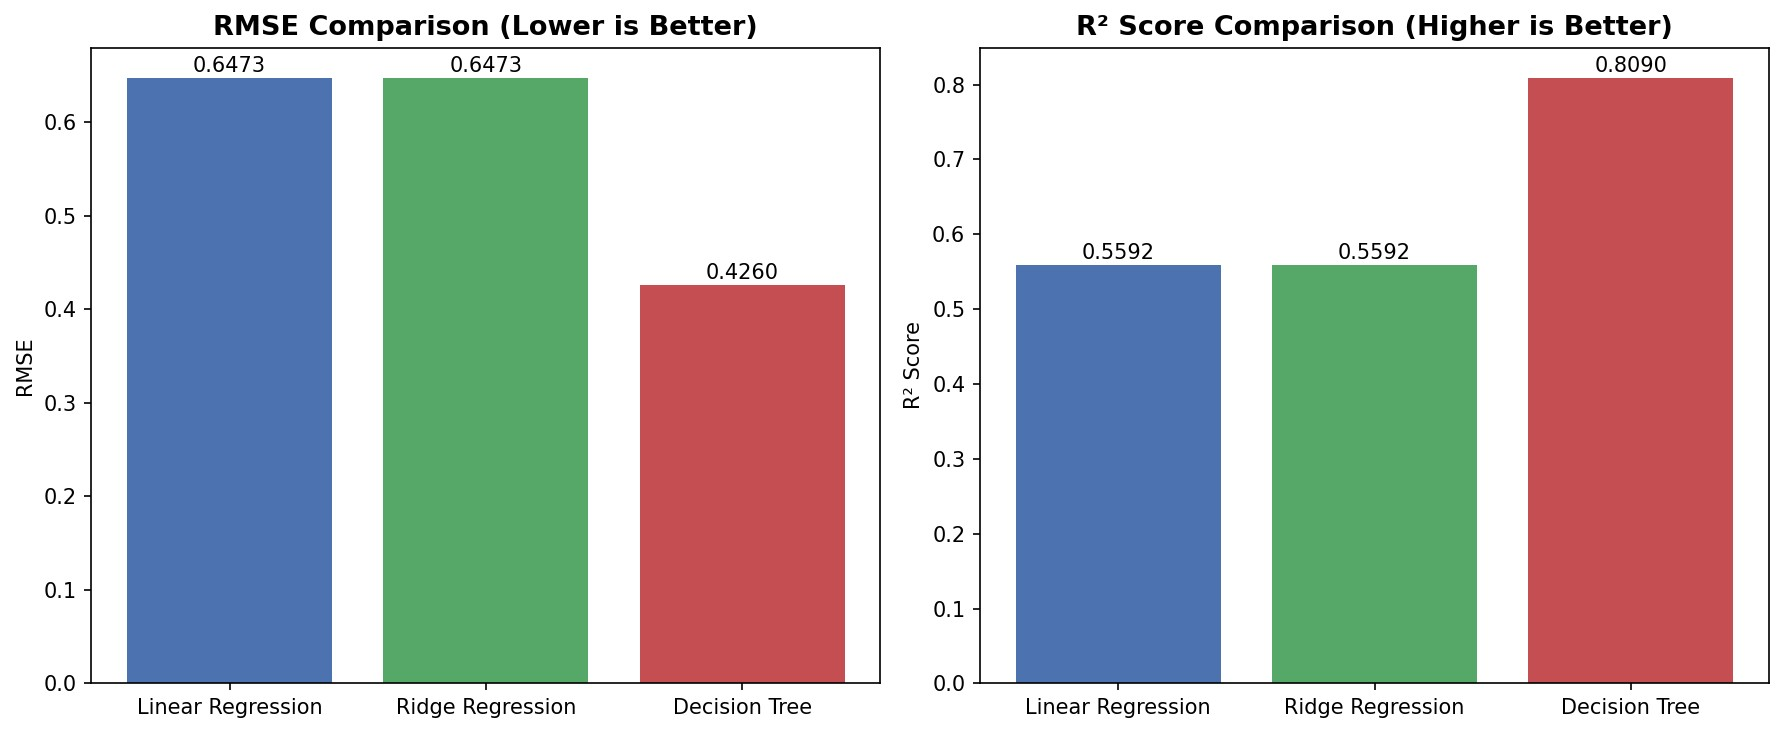 RMSE Comparison (Lower is Better)
0.6473
0.6473
0.4260
0.6
0.5
0.4
0.3
0.2
0.1
0.0
RMSE
Linear Regression
Ridge Regression
Decision Tree
R² Score Comparison (Higher is Better)
0.5592
0.5592
0.8090
0.8
0.7
0.6
0.5
0.4
0.3
0.2
0.1
0.0
R² Score
Linear Regression
Ridge Regression
Decision Tree